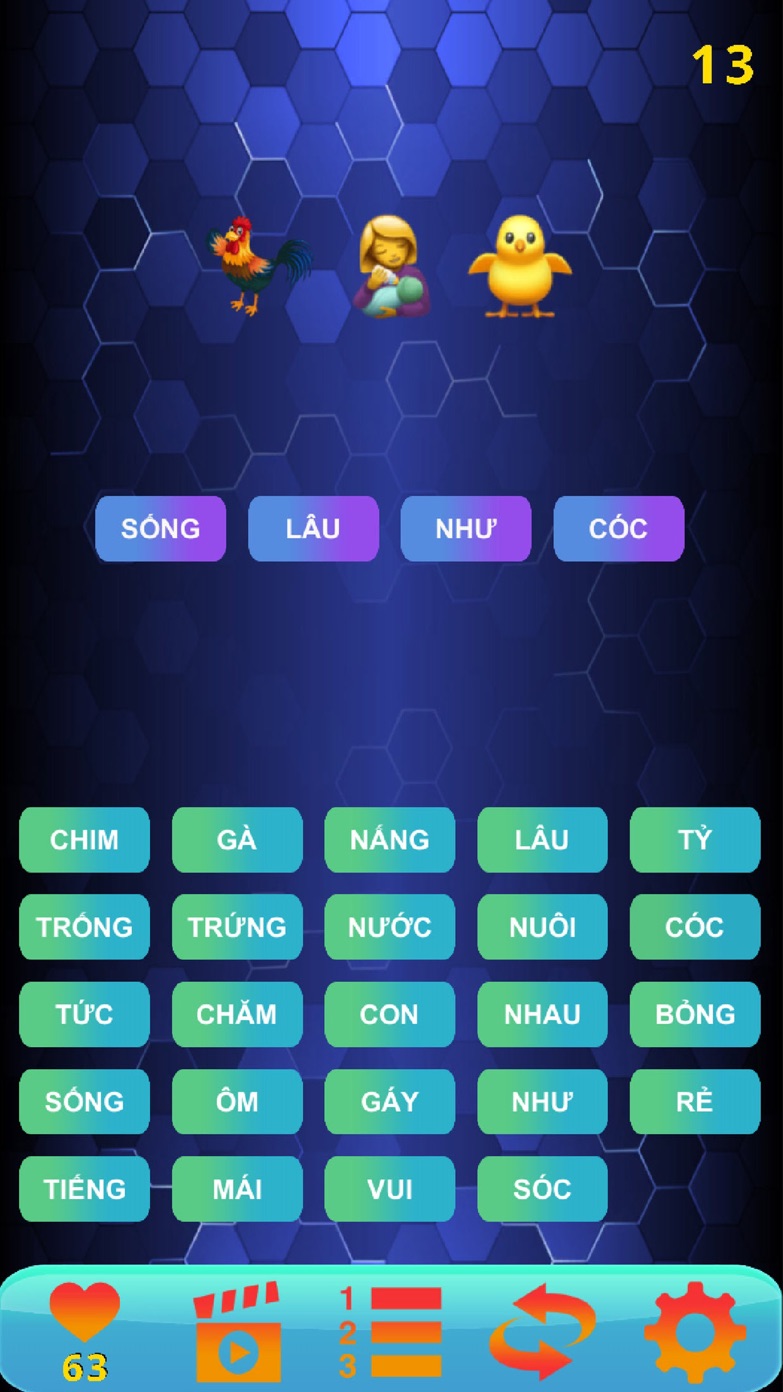 13
SỐNG LÂU NHƯ CÓC
CHIM GÀ NẮNG LÂU TỶ
TRỐNG TRỨNG NƯỚC NUÔI CÓC
TỨC CHĂM CON NHAU BỎNG
SỐNG ÔM GÁY NHƯ RẺ
TIẾNG MÁI VUI SÓC
1
2
3
63